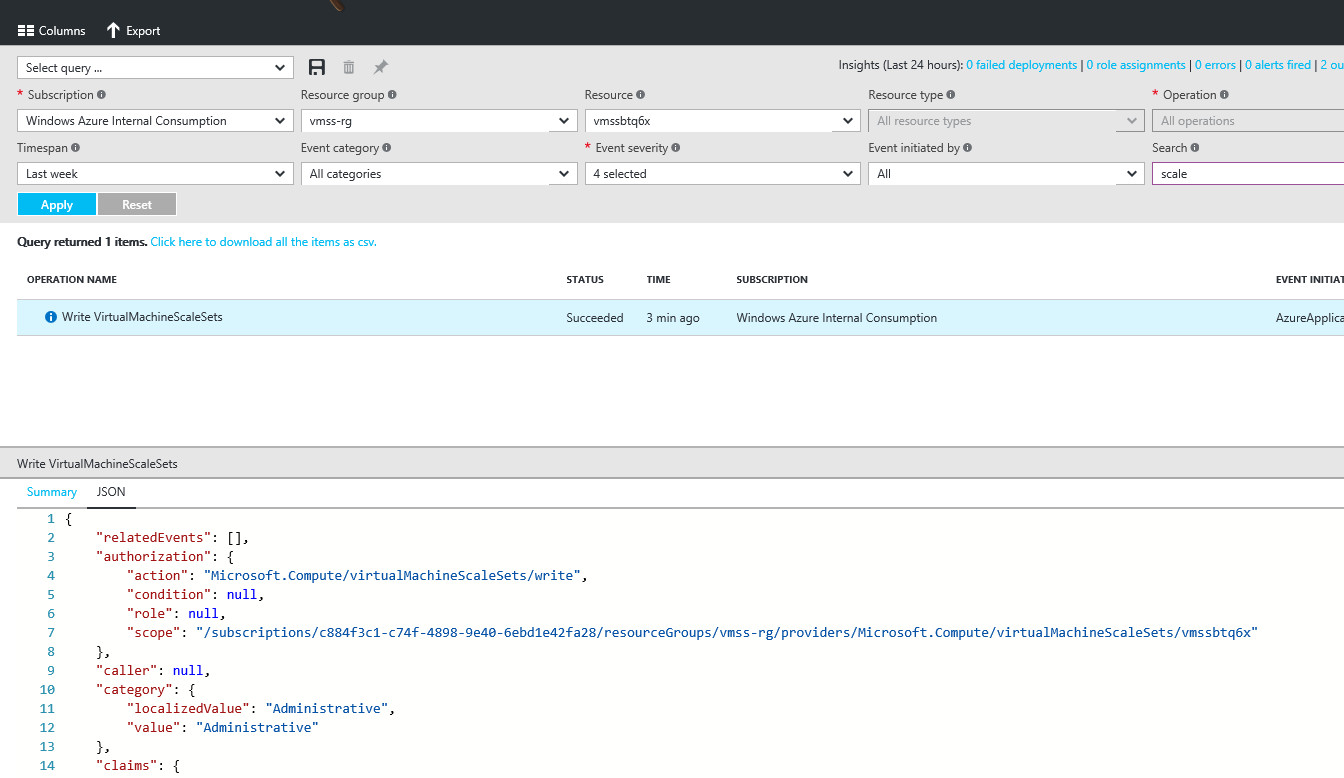 Columns Export
Select query ...
Insights (Last 24 hours): 0 failed deployments | 0 role assignments | 0 errors | 0 alerts fired | 2 ou
* Subscription Resource group Resource Resource type * Operation
Windows Azure Internal Consumption vmss-rg vmssbtq6x All resource types All operations
Timespan Event category * Event severity Event initiated by Search
Last week All categories 4 selected All scale
Apply Reset
Query returned 1 items. Click here to download all the items as csv.
OPERATION NAME STATUS TIME SUBSCRIPTION EVENT INITIAT
Write VirtualMachineScaleSets Succeeded 3 min ago Windows Azure Internal Consumption AzureApplica
Write VirtualMachineScaleSets
Summary JSON
1 {
2 "relatedEvents": [],
3 "authorization": {
4 "action": "Microsoft.Compute/virtualMachineScaleSets/write",
5 "condition": null,
6 "role": null,
7 "scope": "/subscriptions/c884f3c1-c74f-4898-9e40-6ebd1e42fa28/resourceGroups/vmss-rg/providers/Microsoft.Compute/virtualMachineScaleSets/vmssbtq6x"
8 },
9 "caller": null,
10 "category": {
11 "localizedValue": "Administrative",
12 "value": "Administrative"
13 },
14 "claims": {